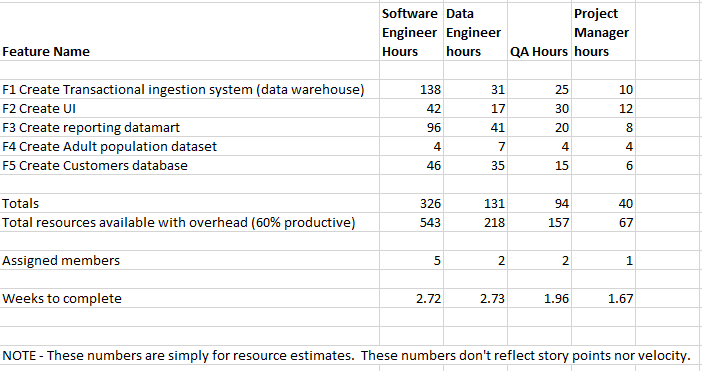 Feature Name Software Engineer Hours Data Engineer hours QA Hours Project Manager hours
F1 Create Transactional ingestion system (data warehouse) 138 31 25 10
F2 Create UI 42 17 30 12
F3 Create reporting datamart 96 41 20 8
F4 Create Adult population dataset 4 7 4 4
F5 Create Customers database 46 35 15 6
Totals 326 131 94 40
Total resources available with overhead (60% productive) 543 218 157 67
Assigned members 5 2 2 1
Weeks to complete 2.72 2.73 1.96 1.67
NOTE - These numbers are simply for resource estimates.  These numbers don't reflect story points nor velocity.